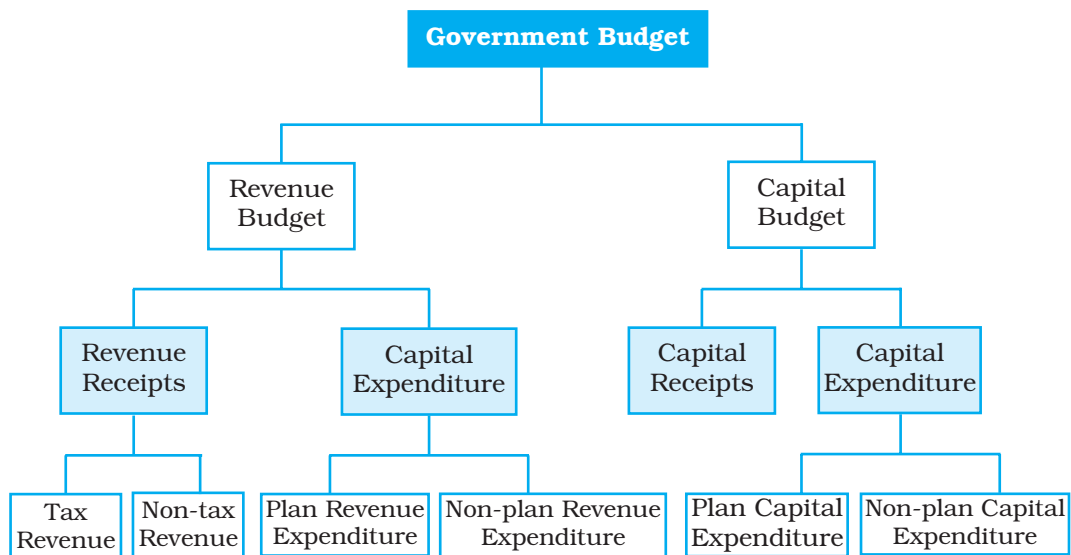 Government Budget
Revenue
Budget
Capital
Budget
Revenue
Receipts
Capital
Expenditure
Capital
Receipts
Capital
Expenditure
Tax
Revenue
Non-tax
Revenue
Plan Revenue
Expenditure
Non-plan Revenue
Expenditure
Plan Capital
Expenditure
Non-plan Capital
Expenditure